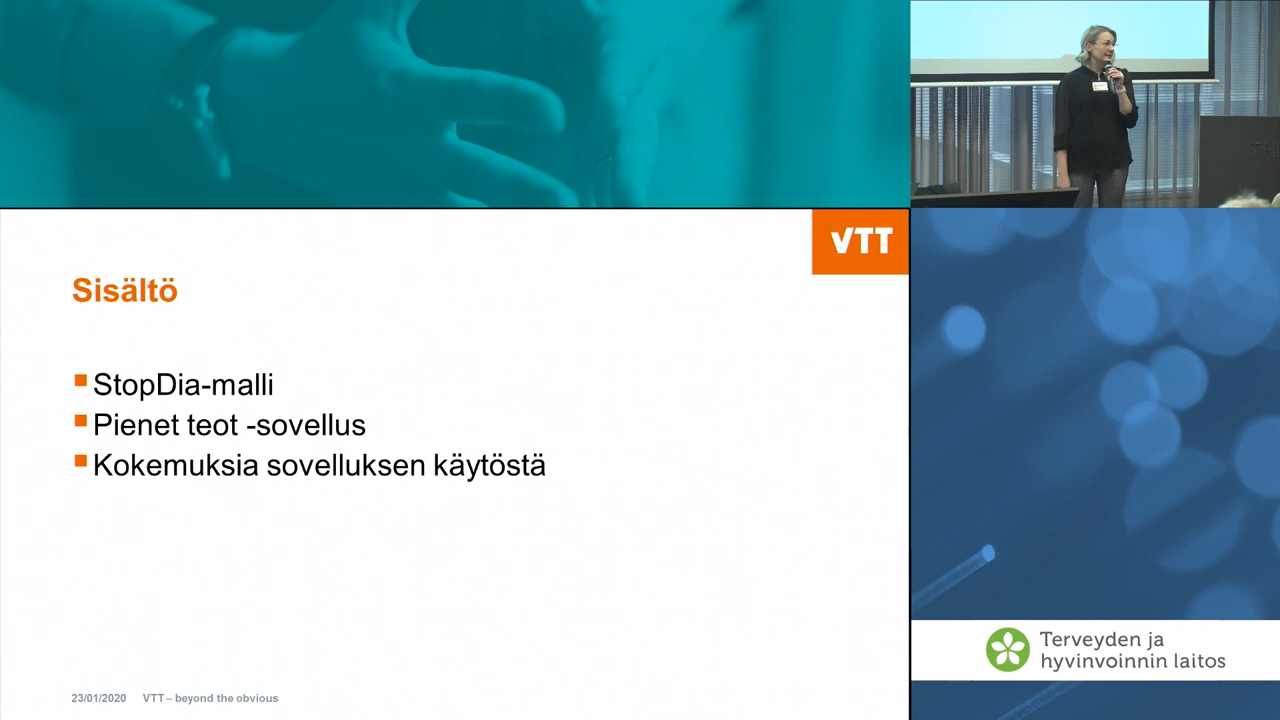 VTT
Sisältö
StopDia-malli
Pienet teot -sovellus
Kokemuksia sovelluksen käytöstä
23/01/2020 VTT – beyond the obvious
Terveyden ja
hyvinvoinnin laitos